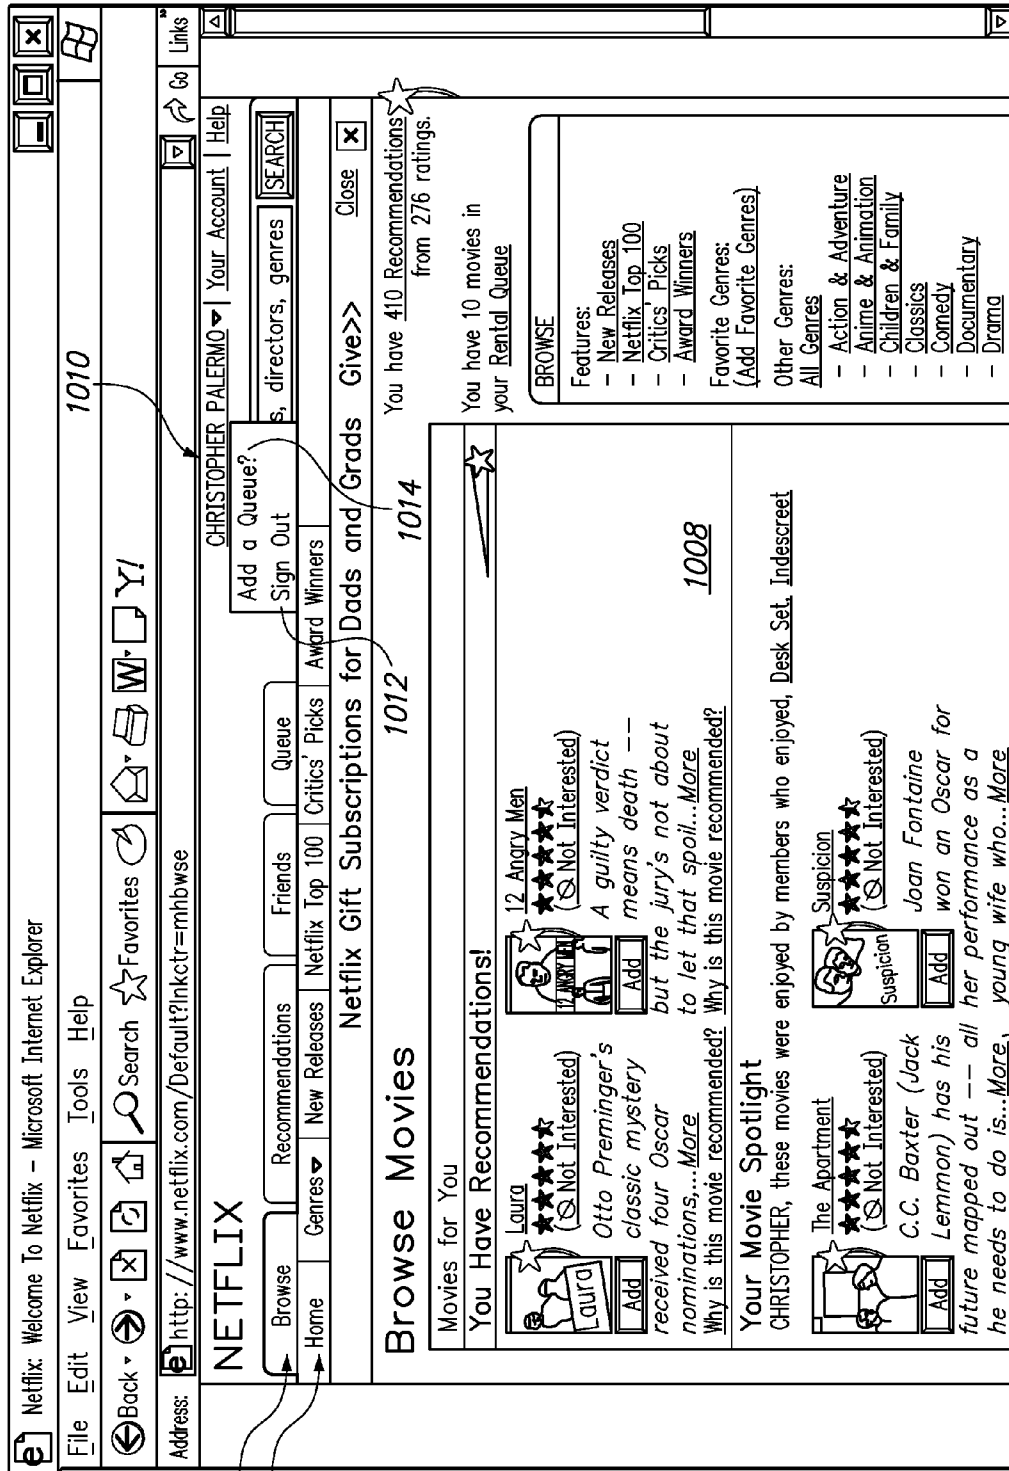 Netflix: Welcome To Netflix - Microsoft Internet Explorer
File Edit View Favorites Tools Help
Back Search Favorites W Y!
Address: http: //www.netflix.com/Default?lnkctr=mhbwse Go Links »
1010
NETFLIX CHRISTOPHER PALERMO | Your Account | Help
Add a Queue?
Sign Out
Browse Recommendations Friends Queue s, directors, genres SEARCH
Home Genres New Releases Netflix Top 100 Critics' Picks Award Winners
Netflix Gift Subscriptions for Dads and Grads Give>> Close
1012
1014
Browse Movies
You have 410 Recommendations
from 276 ratings.
Movies for You
You Have Recommendations!
You have 10 movies in
your Rental Queue
Laura
(Not Interested)
Laura
Add
Otto Preminger's
classic mystery
received four Oscar
nominations,...More
Why is this movie recommended?
12 Angry Men
(Not Interested)
12 ANGRY MEN
Add
A guilty verdict
means death --
but the jury's not about
to let that spoil...More
Why is this movie recommended?
1008
Your Movie Spotlight
CHRISTOPHER, these movies were enjoyed by members who enjoyed, Desk Set, Indescreet
The Apartment
(Not Interested)
Add
C.C. Baxter (Jack
Lemmon) has his
future mapped out -- all
he needs to do is...More,
Suspicion
(Not Interested)
Suspicion
Add
Joan Fontaine
won an Oscar for
her performance as a
young wife who...More
BROWSE
Features:
- New Releases
- Netflix Top 100
- Critics' Picks
- Award Winners
Favorite Genres:
(Add Favorite Genres)
Other Genres:
All Genres
- Action & Adventure
- Anime & Animation
- Children & Family
- Classics
- Comedy
- Documentary
- Drama